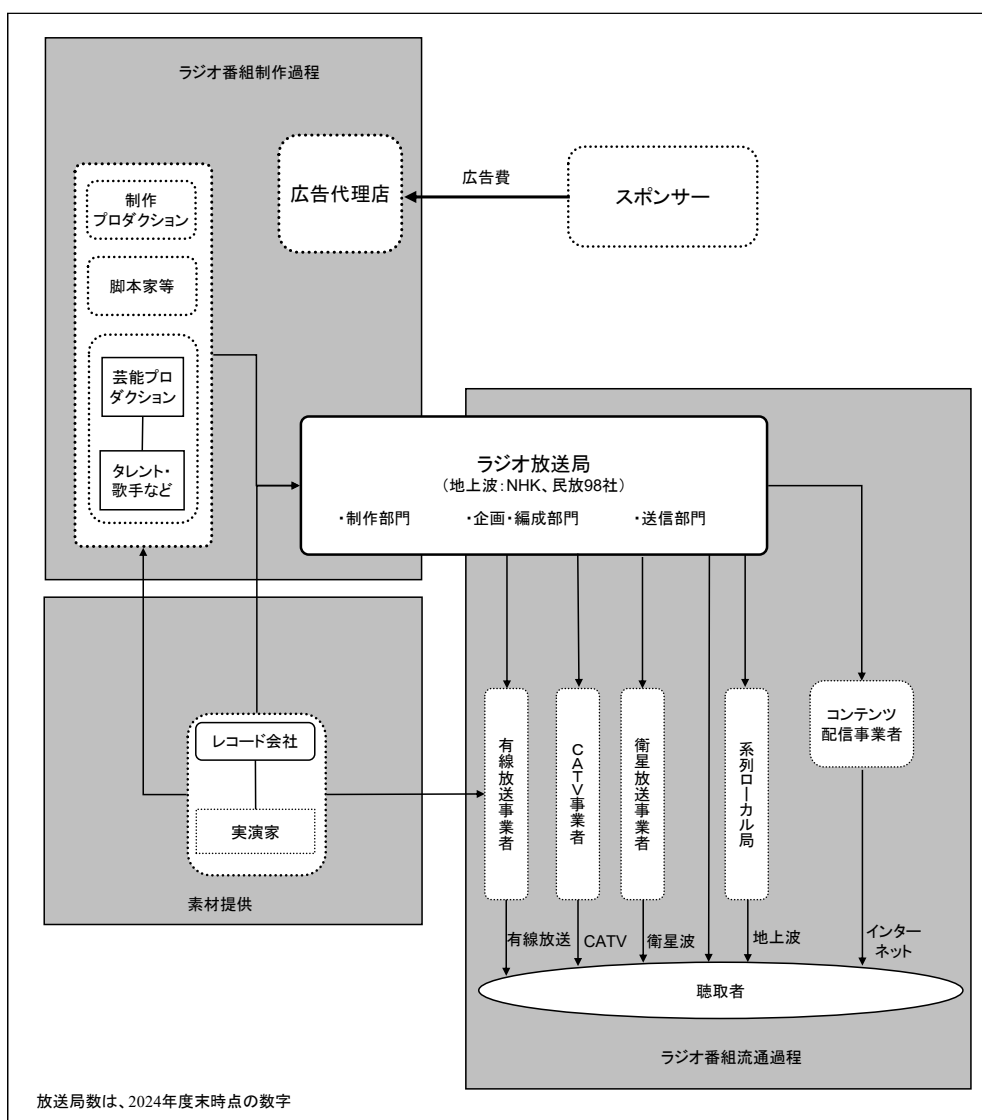 ラジオ番組制作過程
広告代理店
広告費
スポンサー
制作
プロダクション
脚本家等
芸能プロ
ダクション
タレント・
歌手など
ラジオ放送局
（地上波：NHK、民放98社）
・制作部門
・企画・編成部門
・送信部門
レコード会社
実演家
素材提供
有線放送事業者
CATV事業者
衛星放送事業者
系列ローカル局
コンテンツ
配信事業者
有線放送
CATV
衛星波
地上波
インター
ネット
聴取者
ラジオ番組流通過程
放送局数は、2024年度末時点の数字